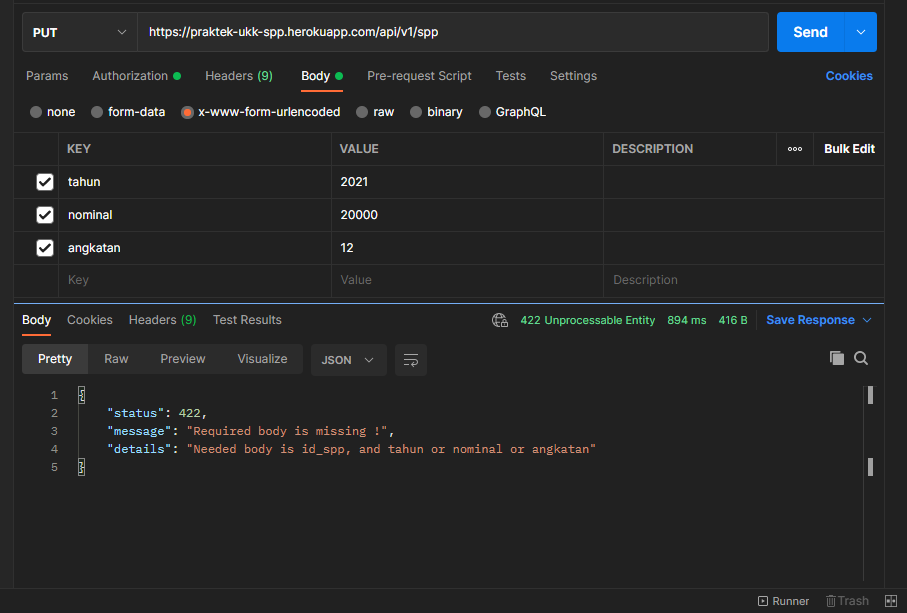 PUT https://praktek-ukk-spp.herokuapp.com/api/v1/spp Send
Params Authorization Headers (9) Body Pre-request Script Tests Settings Cookies
none form-data x-www-form-urlencoded raw binary GraphQL
KEY VALUE DESCRIPTION ooo Bulk Edit
tahun 2021
nominal 20000
angkatan 12
Key Value Description
Body Cookies Headers (9) Test Results 422 Unprocessable Entity 894 ms 416 B Save Response
Pretty Raw Preview Visualize JSON
1 {
2 "status": 422,
3 "message": "Required body is missing !",
4 "details": "Needed body is id_spp, and tahun or nominal or angkatan"
5 }
Runner Trash